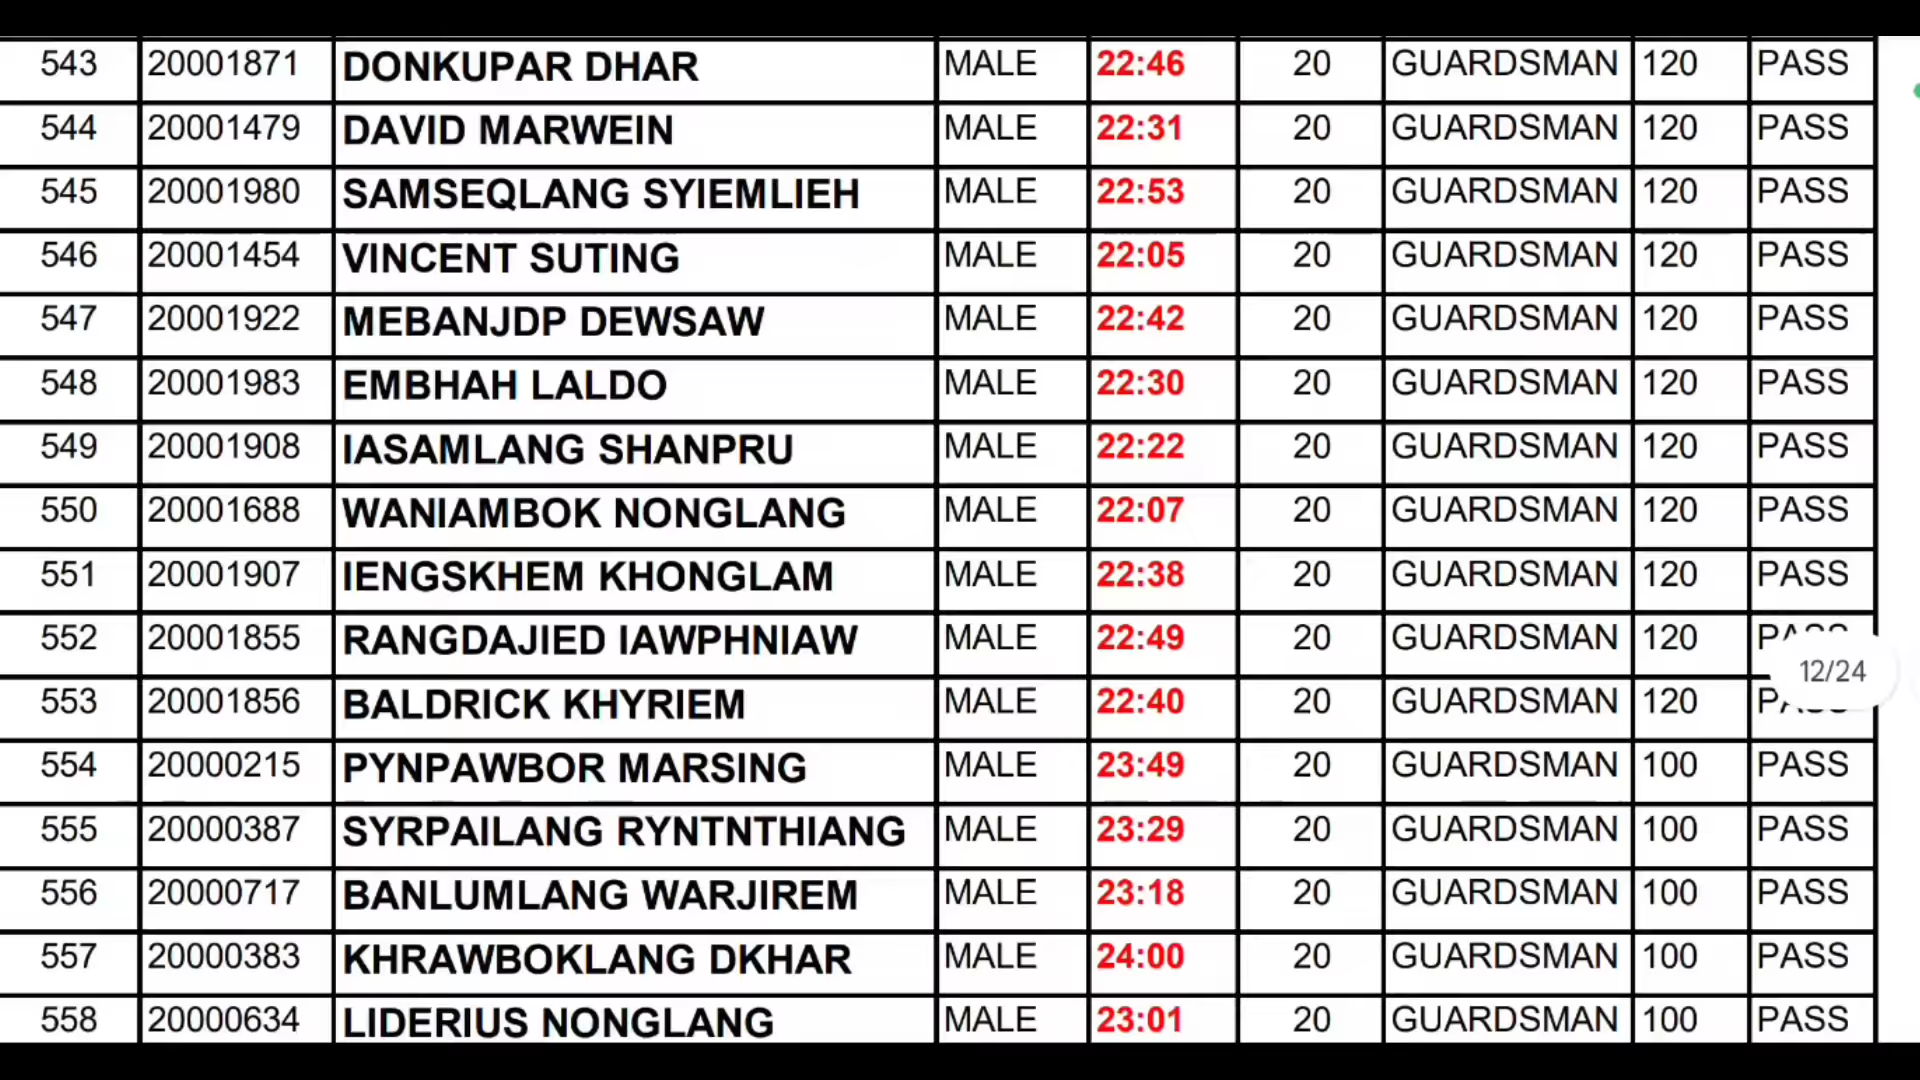 543 20001871 DONKUPAR DHAR MALE 22:46 20 GUARDSMAN 120 PASS
544 20001479 DAVID MARWEIN MALE 22:31 20 GUARDSMAN 120 PASS
545 20001980 SAMSEQLANG SYIEMLIEH MALE 22:53 20 GUARDSMAN 120 PASS
546 20001454 VINCENT SUTING MALE 22:05 20 GUARDSMAN 120 PASS
547 20001922 MEBANJDP DEWSAW MALE 22:42 20 GUARDSMAN 120 PASS
548 20001983 EMBHAH LALDO MALE 22:30 20 GUARDSMAN 120 PASS
549 20001908 IASAMLANG SHANPRU MALE 22:22 20 GUARDSMAN 120 PASS
550 20001688 WANIAMBOK NONGLANG MALE 22:07 20 GUARDSMAN 120 PASS
551 20001907 IENGSKHEM KHONGLAM MALE 22:38 20 GUARDSMAN 120 PASS
552 20001855 RANGDAJIED IAWPHNIAW MALE 22:49 20 GUARDSMAN 120
12/24
553 20001856 BALDRICK KHYRIEM MALE 22:40 20 GUARDSMAN 120
554 20000215 PYNPAWBOR MARSING MALE 23:49 20 GUARDSMAN 100 PASS
555 20000387 SYRPAILANG RYNTNTHIANG MALE 23:29 20 GUARDSMAN 100 PASS
556 20000717 BANLUMLANG WARJIREM MALE 23:18 20 GUARDSMAN 100 PASS
557 20000383 KHRAWBOKLANG DKHAR MALE 24:00 20 GUARDSMAN 100 PASS
558 20000634 LIDERIUS NONGLANG MALE 23:01 20 GUARDSMAN 100 PASS